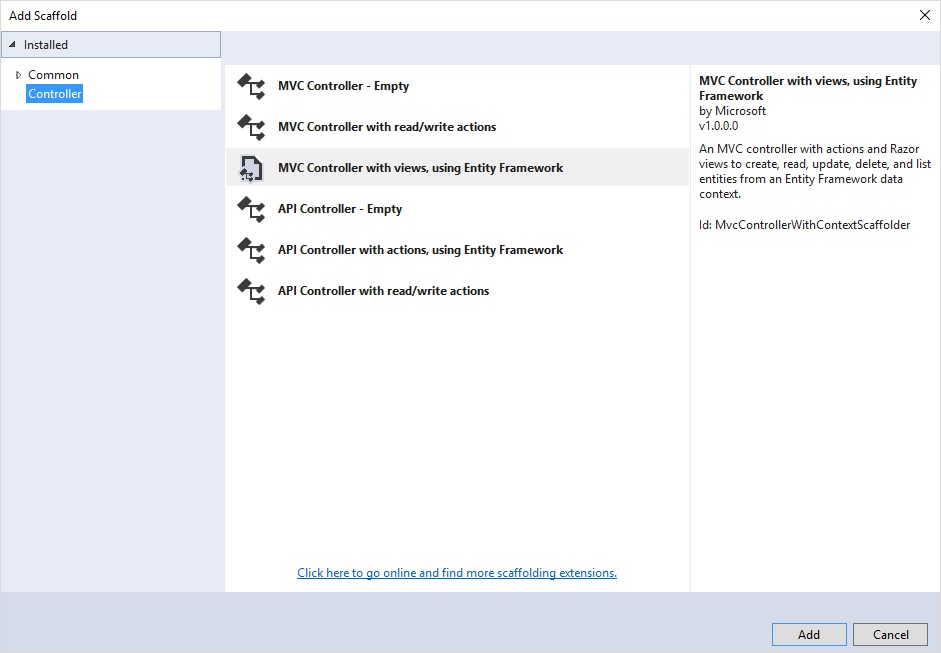 Add Scaffold
Installed
Common
Controller
MVC Controller - Empty
MVC Controller with read/write actions
MVC Controller with views, using Entity Framework
API Controller - Empty
API Controller with actions, using Entity Framework
API Controller with read/write actions
Click here to go online and find more scaffolding extensions.
MVC Controller with views, using Entity
Framework
by Microsoft
v1.0.0.0
An MVC controller with actions and Razor
views to create, read, update, delete, and list
entities from an Entity Framework data
context.
Id: MvcControllerWithContextScaffolder
Add
Cancel